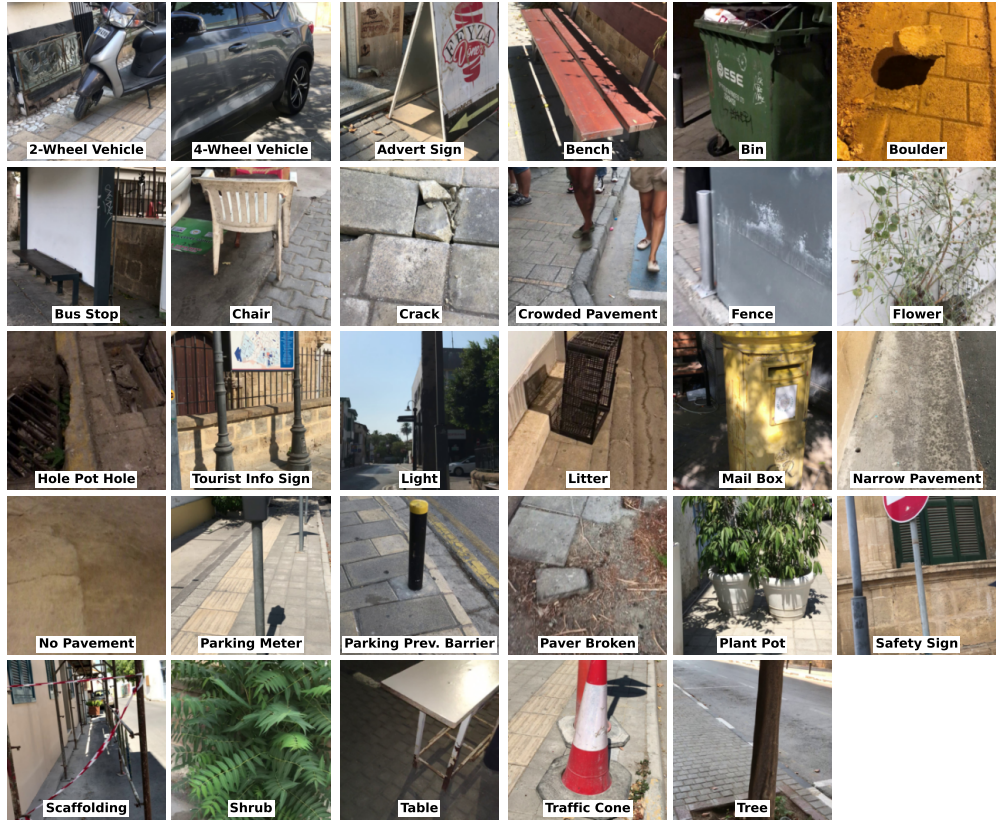 FEYZA
ESE
2-Wheel Vehicle
4-Wheel Vehicle
Advert Sign
Bench
Bin
Boulder
Bus Stop
Chair
Crack
Crowded Pavement
Fence
Flower
Hole Pot Hole
Tourist Info Sign
Light
Litter
Mail Box
Narrow Pavement
No Pavement
Parking Meter
Parking Prev. Barrier
Paver Broken
Plant Pot
Safety Sign
Scaffolding
Shrub
Table
Traffic Cone
Tree